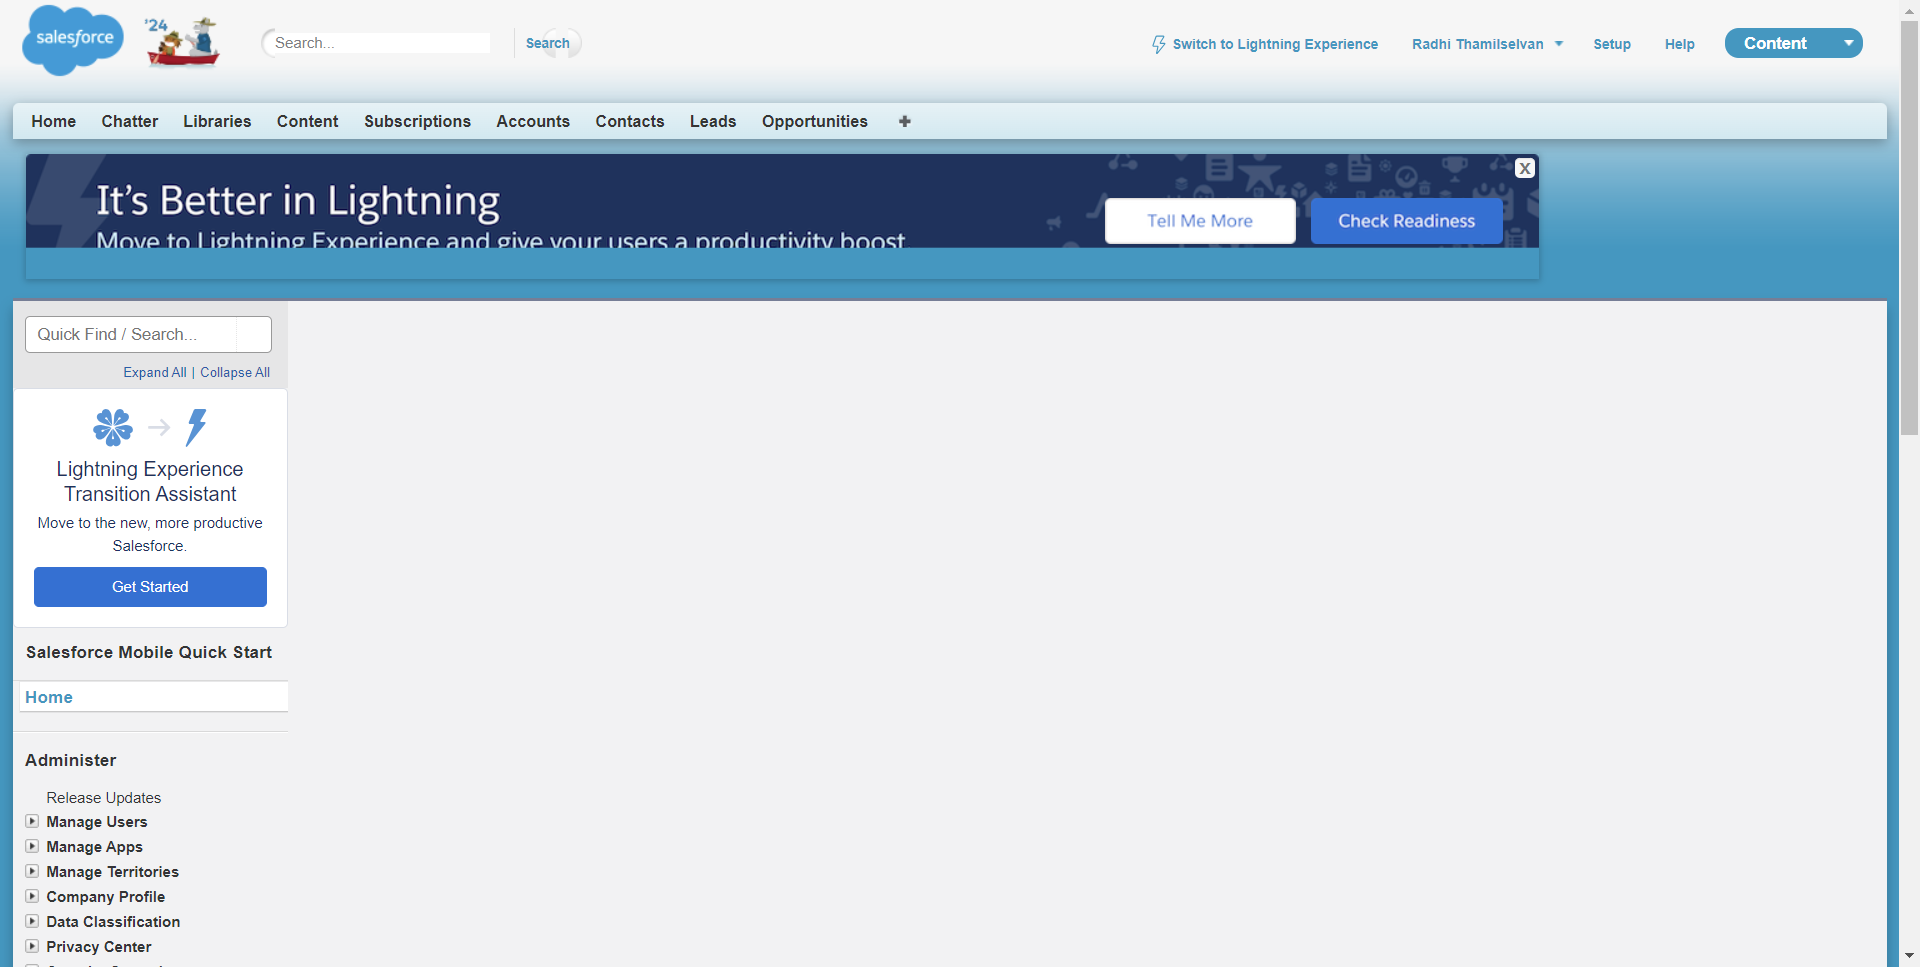 salesforce
'24
Search...
Search
Switch to Lightning Experience
Radhi Thamilselvan
Setup
Help
Content
Home
Chatter
Libraries
Content
Subscriptions
Accounts
Contacts
Leads
Opportunities
It's Better in Lightning
Move to Lightning Experience and give your users a productivity boost
X
Tell Me More
Check Readiness
Quick Find / Search...
Expand All | Collapse All
Lightning Experience
Transition Assistant
Move to the new, more productive
Salesforce.
Get Started
Salesforce Mobile Quick Start
Home
Administer
Release Updates
Manage Users
Manage Apps
Manage Territories
Company Profile
Data Classification
Privacy Center